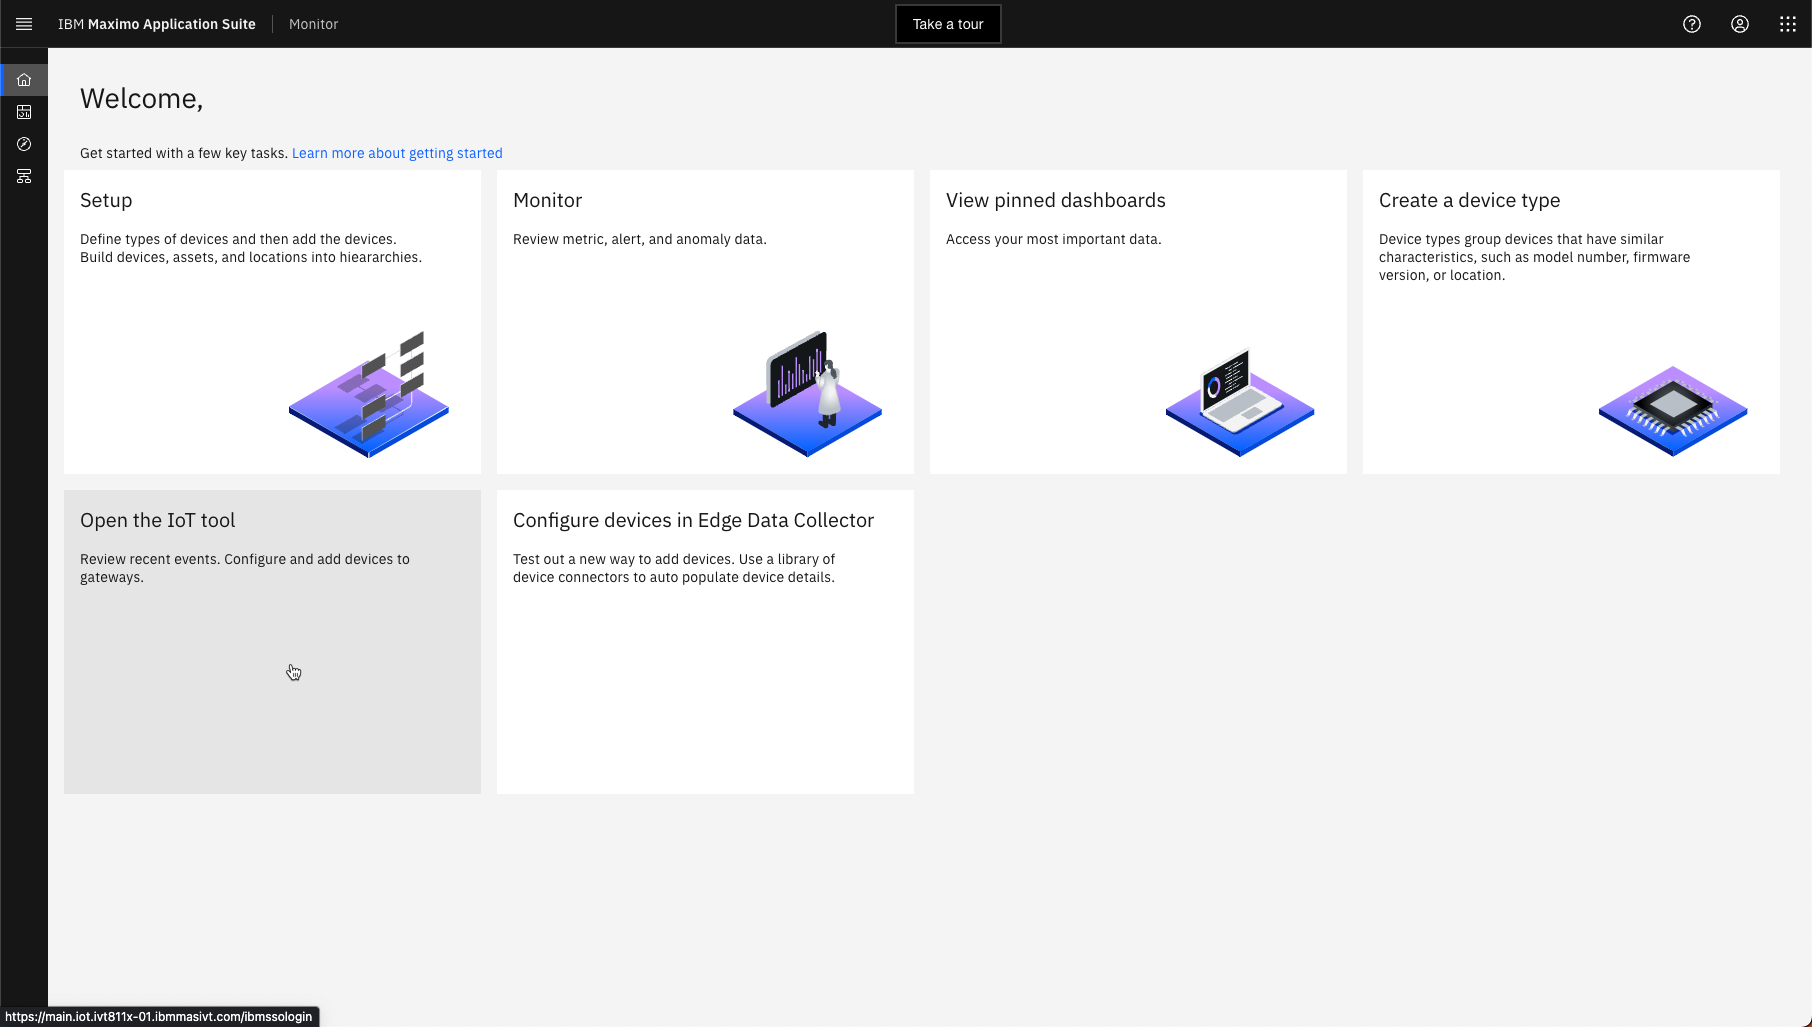 IBM Maximo Application Suite
Monitor
Take a tour
Welcome,
Get started with a few key tasks. Learn more about getting started
Setup
Define types of devices and then add the devices.
Build devices, assets, and locations into hieararchies.
Monitor
Review metric, alert, and anomaly data.
View pinned dashboards
Access your most important data.
Create a device type
Device types group devices that have similar
characteristics, such as model number, firmware
version, or location.
Open the IoT tool
Review recent events. Configure and add devices to
gateways.
Configure devices in Edge Data Collector
Test out a new way to add devices. Use a library of
device connectors to auto populate device details.
https://main.iot.ivt811x-01.ibmmasivt.com/ibmssologin